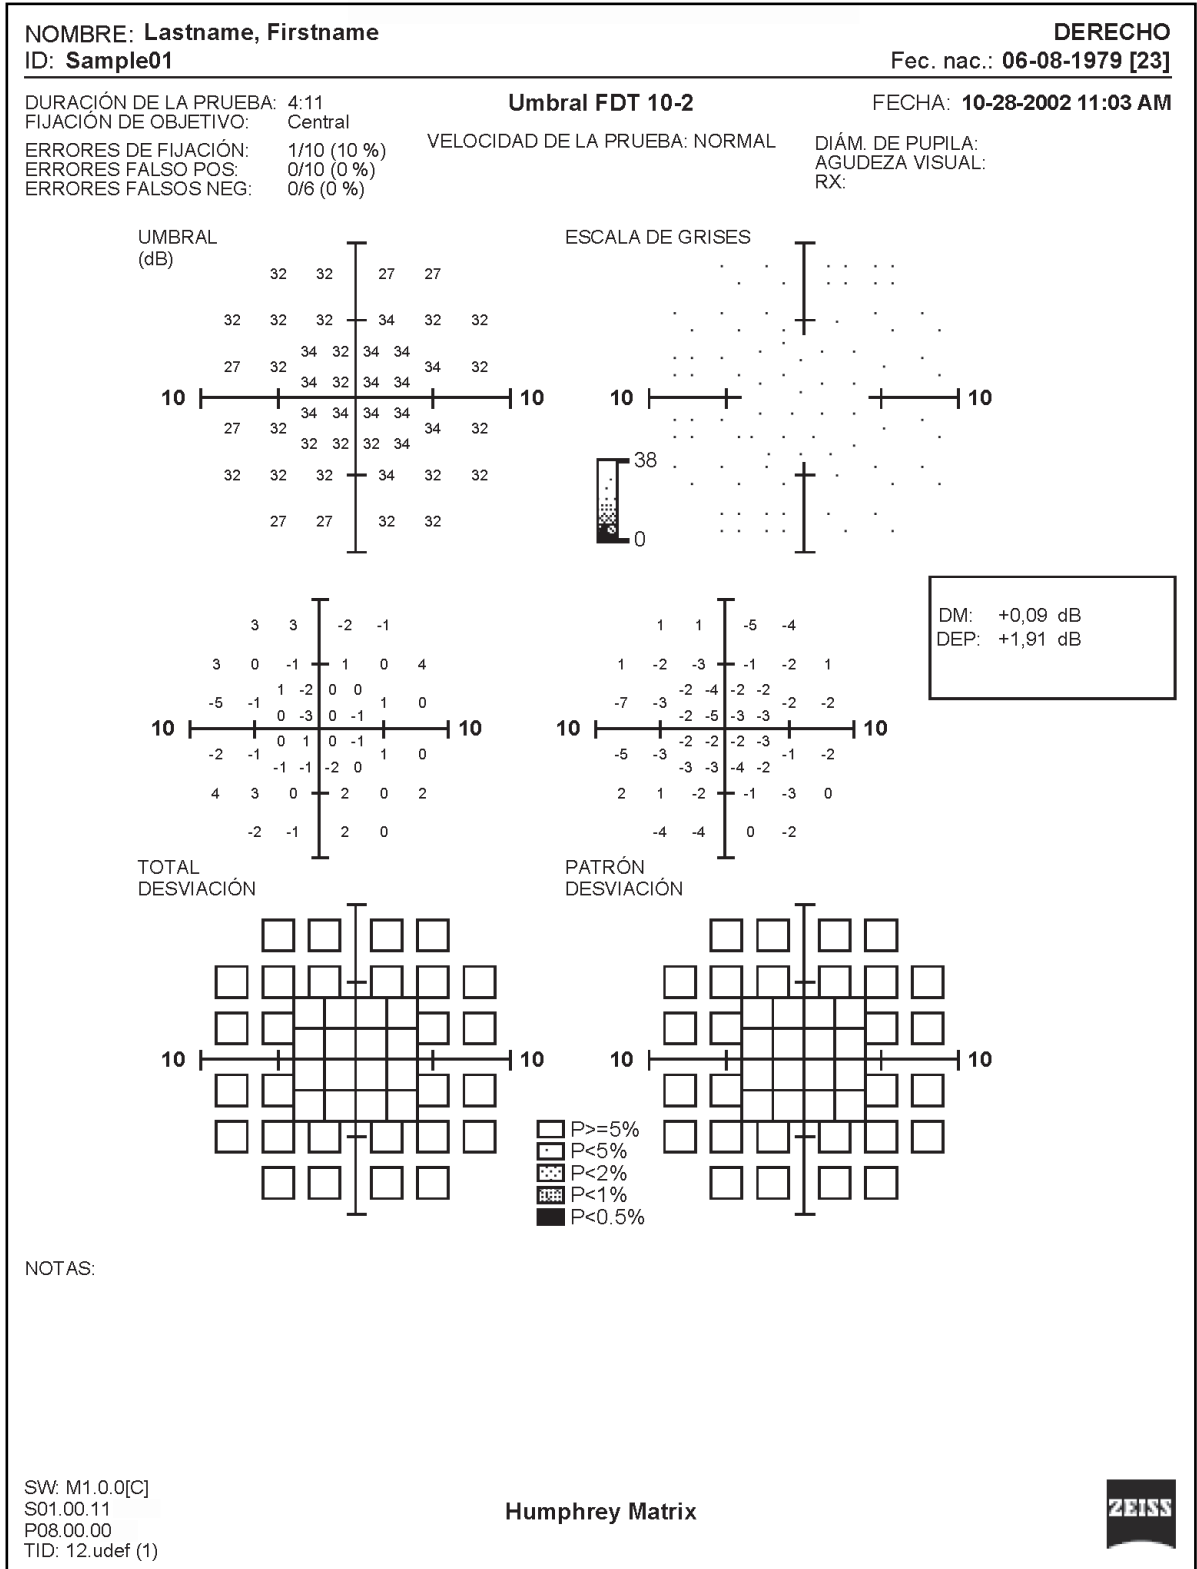 NOMBRE: Lastname, Firstname
DERECHO
ID: Sample01
Fec. nac.: 06-08-1979 [23]
DURACIÓN DE LA PRUEBA: 4:11
FIJACIÓN DE OBJETIVO: Central
ERRORES DE FIJACIÓN: 1/10 (10 %)
ERRORES FALSO POS: 0/10 (0 %)
ERRORES FALSOS NEG: 0/6 (0 %)
Umbral FDT 10-2
VELOCIDAD DE LA PRUEBA: NORMAL
FECHA: 10-28-2002 11:03 AM
DIÁM. DE PUPILA:
AGUDEZA VISUAL:
RX:
UMBRAL
(dB)
32 32 27 27
32 32 32 34 32 32
34 32 34 34
27 32 34 32
34 32 34 34
10 10
34 34 34 34
27 32 34 32
32 32 32 34
32 32 32 34 32 32
27 27 32 32
ESCALA DE GRISES
10 10
38
0
3 3 -2 -1
3 0 -1 1 0 4
1 -2 0 0
-5 -1 1 0
0 -3 0 -1
10 10
0 1 0 -1
-2 -1 1 0
-1 -1 -2 0
4 3 0 2 0 2
-2 -1 2 0
TOTAL
DESVIACIÓN
1 1 -5 -4
1 -2 -3 -1 -2 1
-2 -4 -2 -2
-7 -3 -2 -2
-2 -5 -3 -3
10 10
-2 -2 -2 -3
-5 -3 -1 -2
-3 -3 -4 -2
2 1 -2 -1 -3 0
-4 -4 0 -2
PATRÓN
DESVIACIÓN
DM: +0,09 dB
DEP: +1,91 dB
10 10
10 10
P>=5%
P<5%
P<2%
P<1%
P<0.5%
NOTAS:
SW: M1.0.0[C]
S01.00.11
P08.00.00
TID: 12.udef (1)
Humphrey Matrix
ZEISS